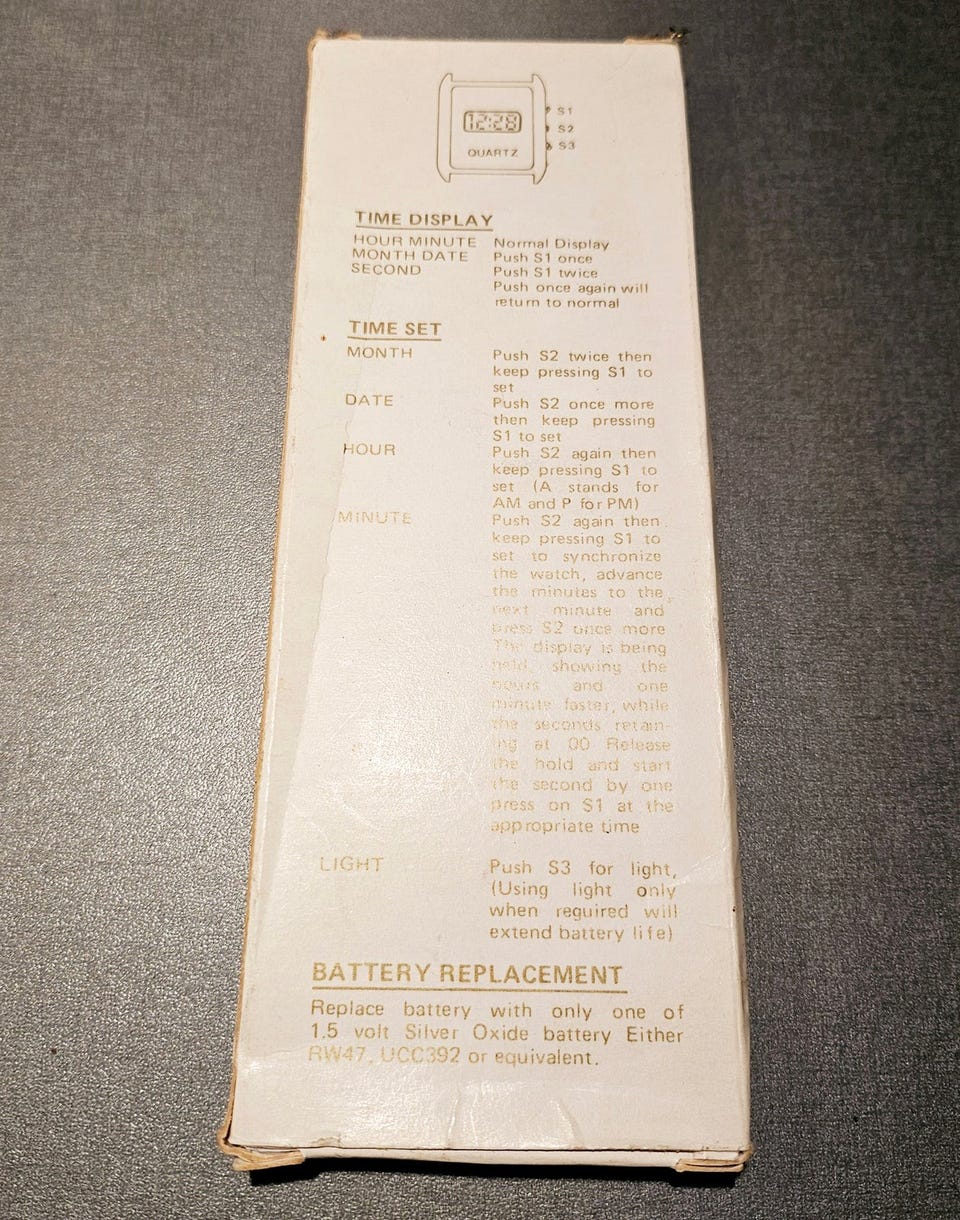 12:28
QUARTZ
S1
S2
S3
TIME DISPLAY
HOUR MINUTE Normal Display
MONTH DATE Push S1 once
SECOND Push S1 twice
Push once again will
return to normal
TIME SET
MONTH Push S2 twice then
keep pressing S1 to
set
DATE Push S2 once more
then keep pressing
S1 to set
HOUR Push S2 again then
keep pressing S1 to
set (A stands for
AM and P for PM)
MINUTE Push S2 again then
keep pressing S1 to
set to synchronize
the watch, advance
the minutes to the
next minute and
press S2 once more
The display is being
held, showing the
hours and one
minute faster, while
the seconds retain-
ing at 00 Release
the hold and start
the second by one
press on S1 at the
appropriate time
LIGHT Push S3 for light,
(Using light only
when reguired will
extend battery life)
BATTERY REPLACEMENT
Replace battery with only one of
1.5 volt Silver Oxide battery Either
RW47, UCC392 or equivalent.